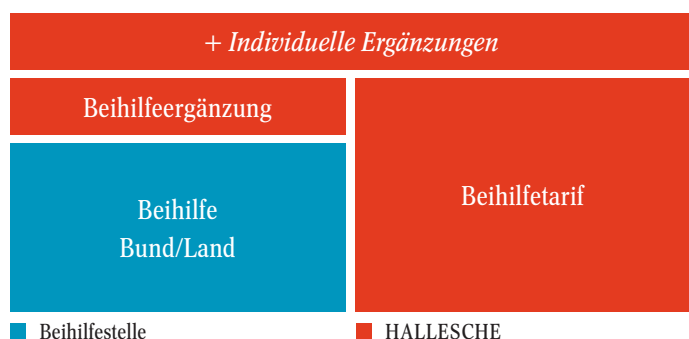 + Individuelle Ergänzungen
Beihilfeergänzung
Beihilfe
Bund/Land
Beihilfetarif
Beihilfestelle
HALLESCHE